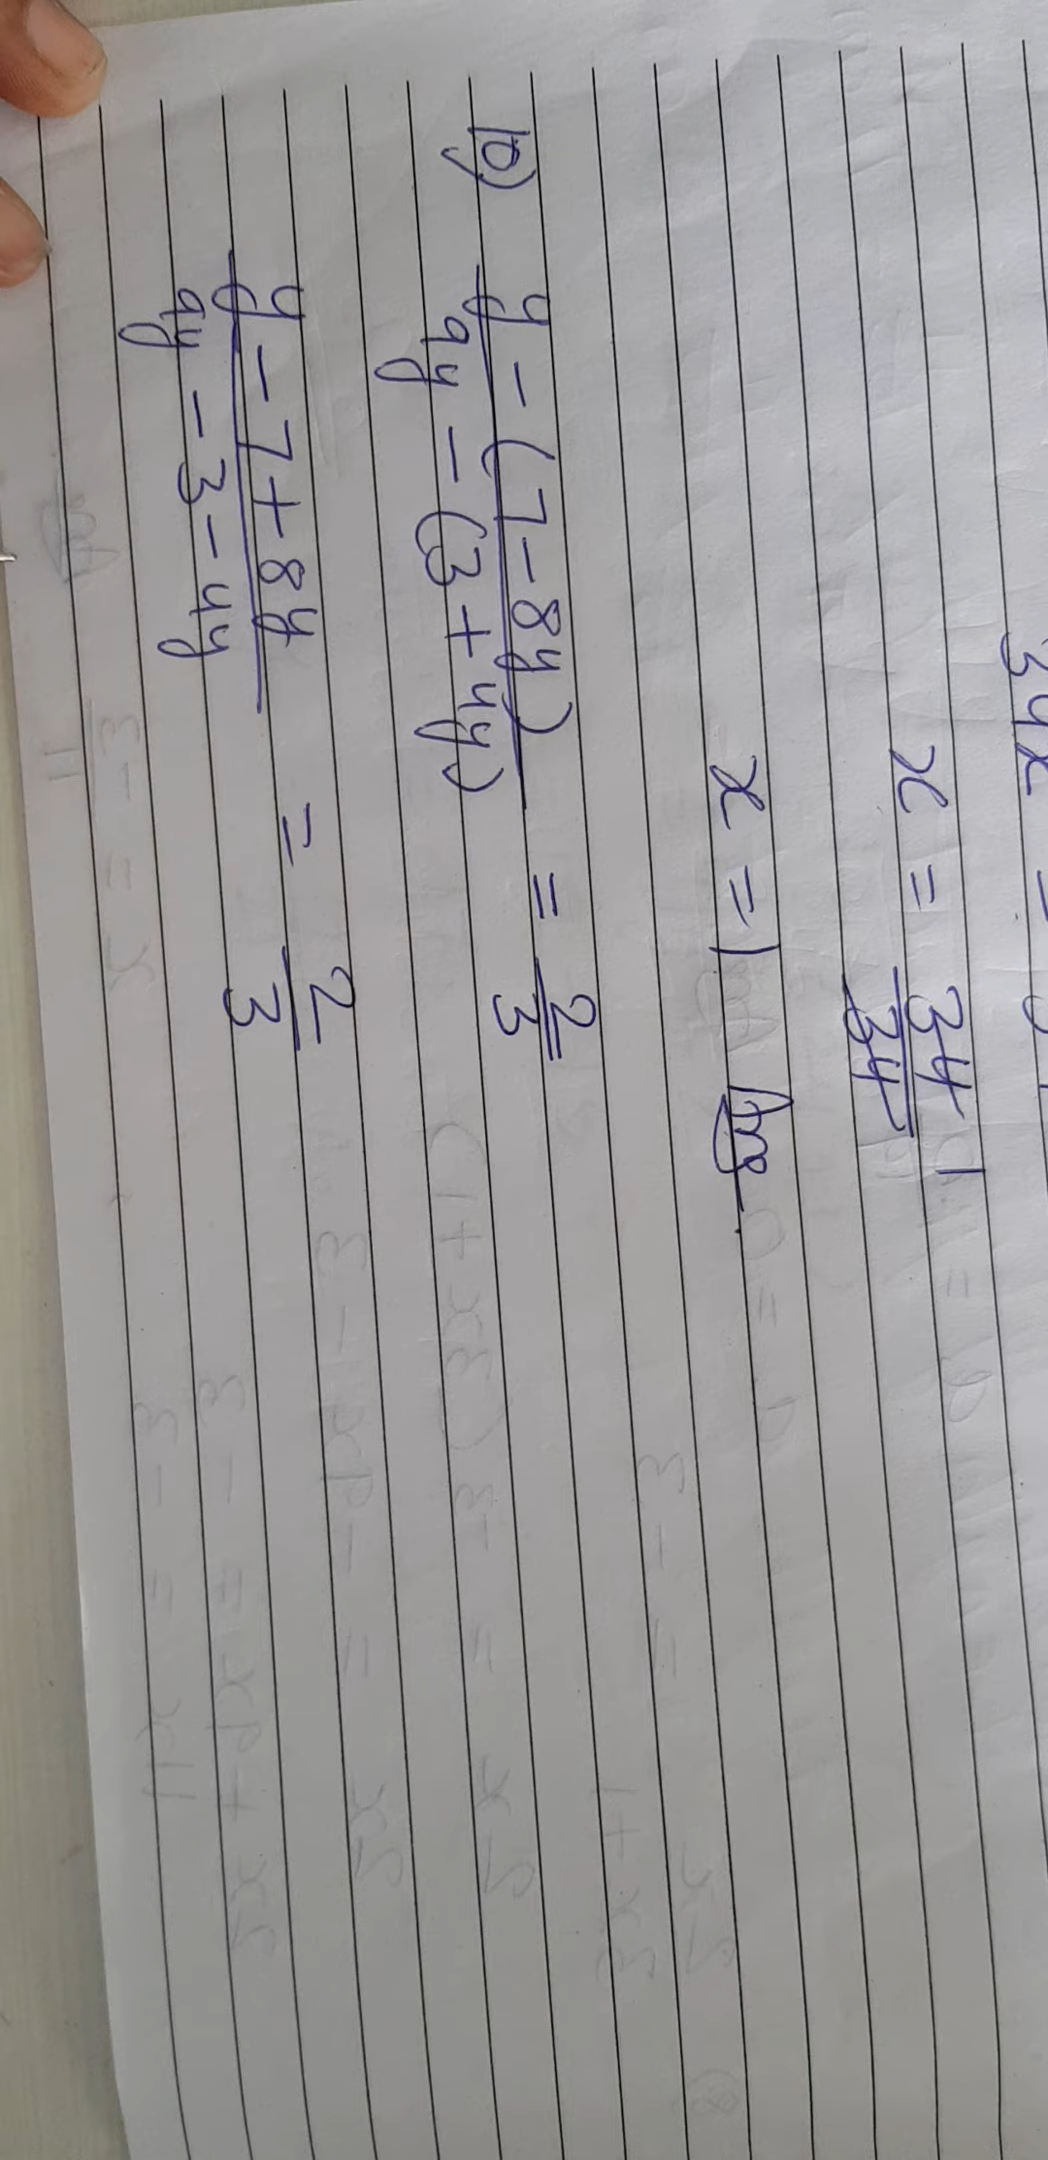 x = 34/34 1
x = 1 Ans.
10) y - (7 - 8y) / 9y - (3 + 4y) = 2/3
y - 7 + 8y / 9y - 3 - 4y = 2/3